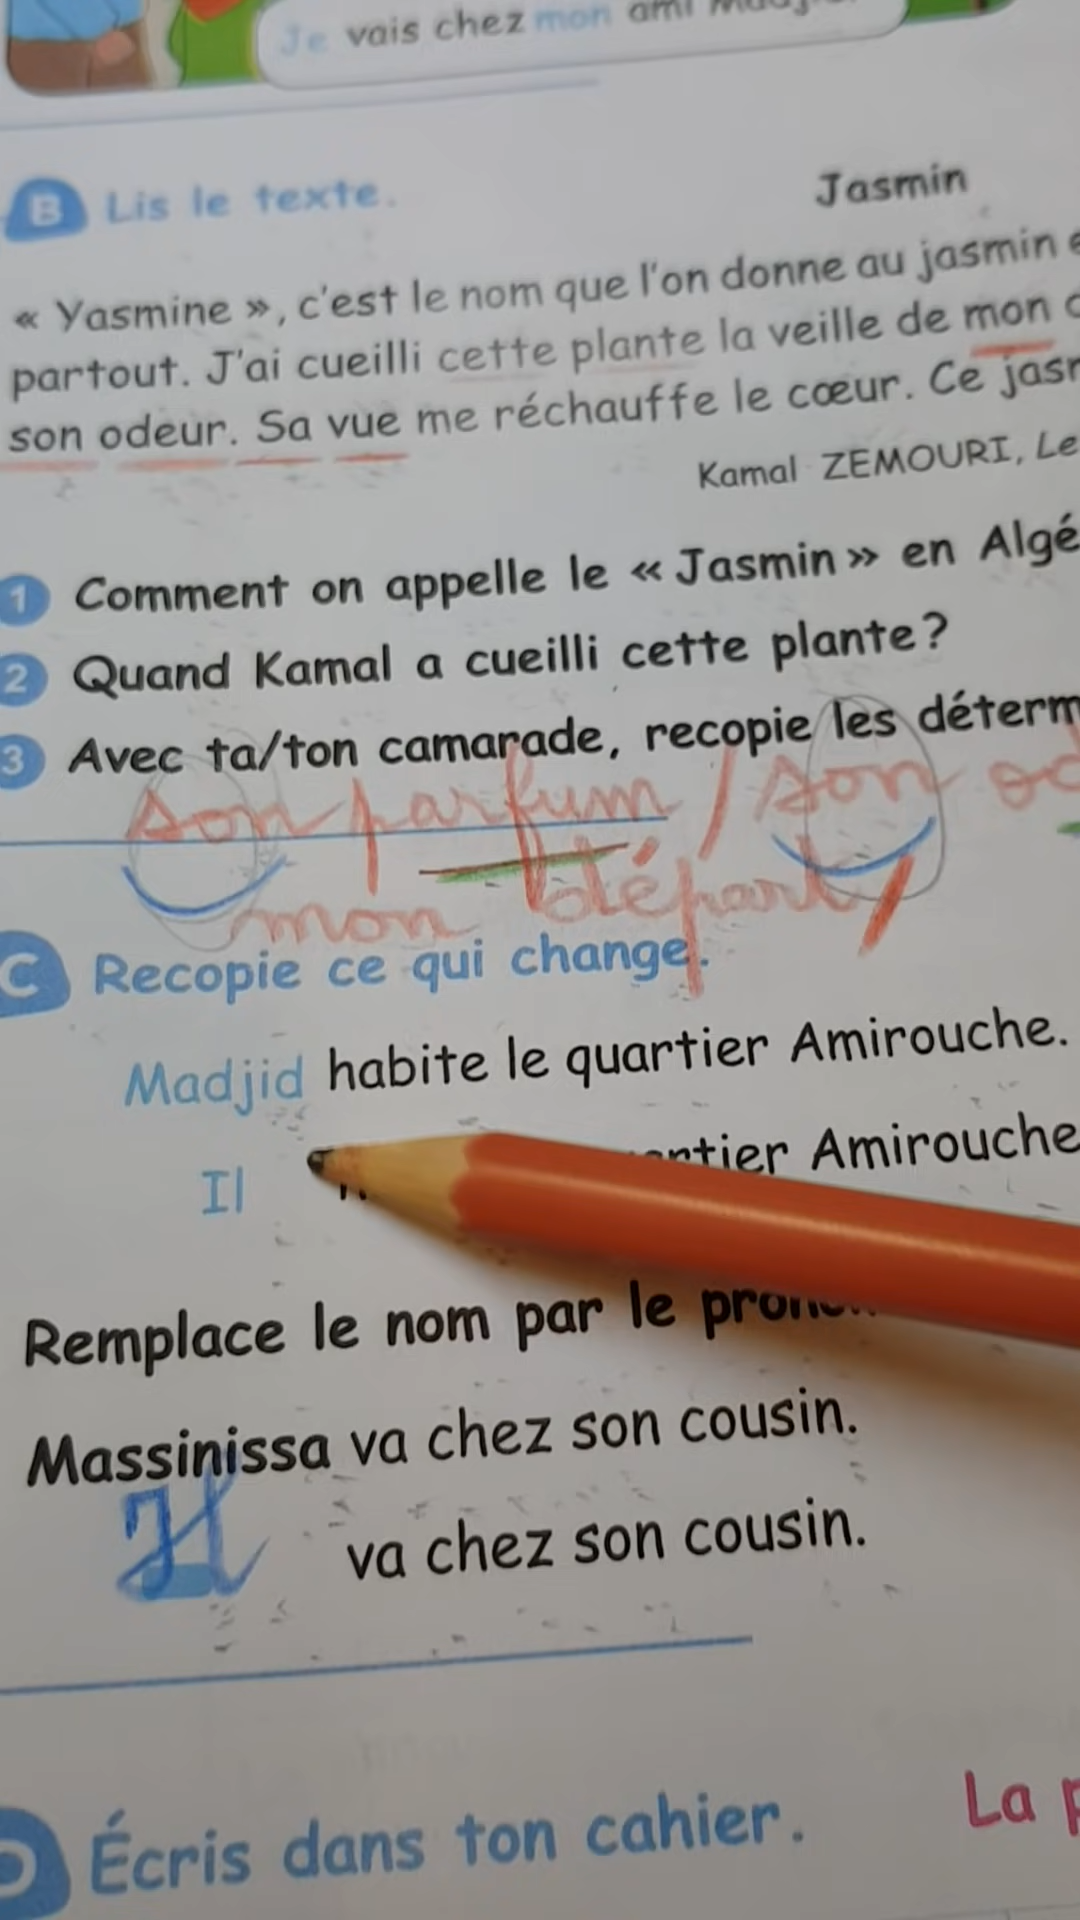 Je vais chez mon ami
B Lis le texte.
Jasmin
« Yasmine », c'est le nom que l'on donne au jasmin
partout. J'ai cueilli cette plante la veille de mon
son odeur. Sa vue me réchauffe le cœur. Ce
Kamal ZEMOURI, Le
1 Comment on appelle le « Jasmin » en
2 Quand Kamal a cueilli cette plante ?
3 Avec ta/ton camarade, recopie les
son parfum / son
mon départ /
C Recopie ce qui change.
Madjid habite le quartier Amirouche.
Il Amirouche
Remplace le nom par le
Massinissa va chez son cousin.
Il va chez son cousin.
D Écris dans ton cahier.
La